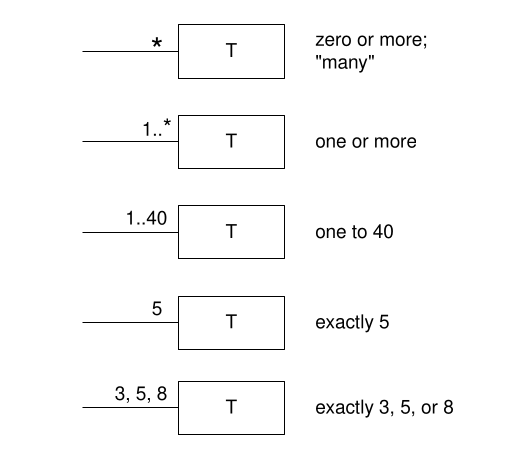 *
T
zero or more;
"many"
1..*
T
one or more
1..40
T
one to 40
5
T
exactly 5
3, 5, 8
T
exactly 3, 5, or 8